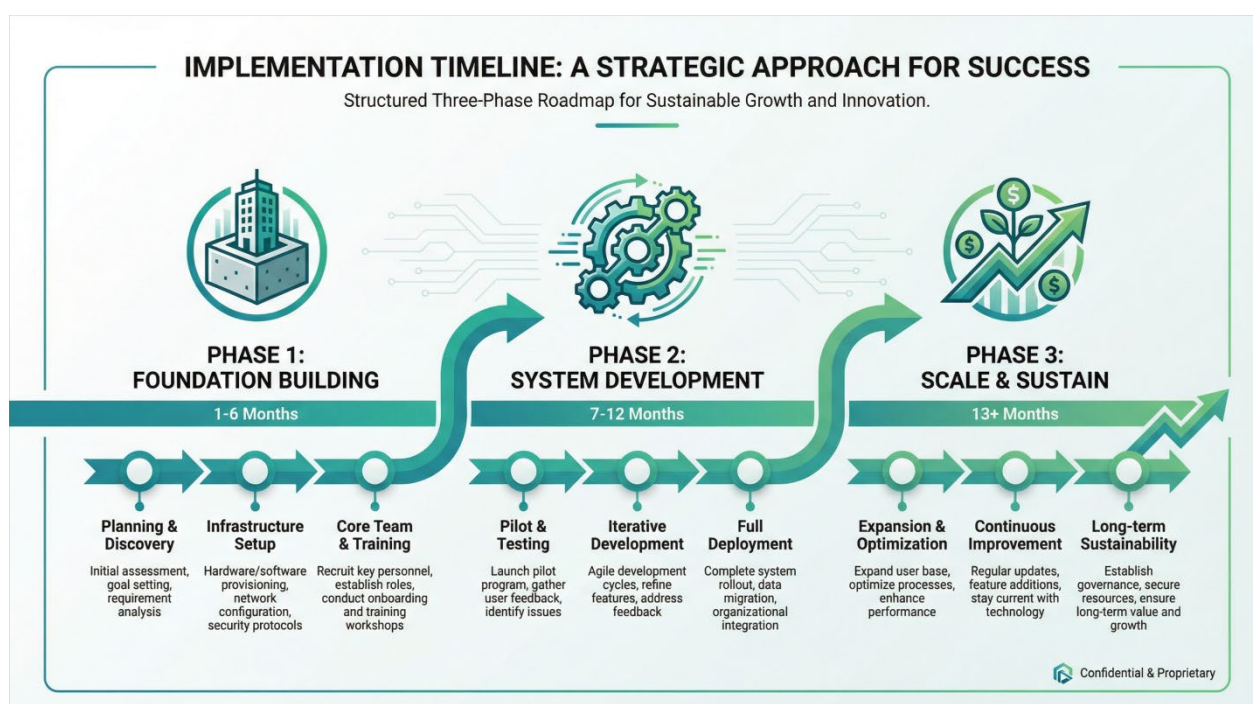 IMPLEMENTATION TIMELINE: A STRATEGIC APPROACH FOR SUCCESS
Structured Three-Phase Roadmap for Sustainable Growth and Innovation.
$
$
$
PHASE 1:
FOUNDATION BUILDING
1-6 Months
Planning &
Discovery
Initial assessment,
goal setting,
requirement
analysis
Infrastructure
Setup
Hardware/software
provisioning,
network
configuration,
security protocols
Core Team
& Training
Recruit key personnel,
establish roles,
conduct onboarding
and training
workshops
PHASE 2:
SYSTEM DEVELOPMENT
7-12 Months
Pilot &
Testing
Launch pilot
program, gather
user feedback,
identify issues
Iterative
Development
Agile development
cycles, refine
features, address
feedback
Full
Deployment
Complete system
rollout, data
migration,
organizational
integration
PHASE 3:
SCALE & SUSTAIN
13+ Months
Expansion &
Optimization
Expand user base,
optimize processes,
enhance
performance
Continuous
Improvement
Regular updates,
feature additions,
stay current with
technology
Long-term
Sustainability
Establish
governance, secure
resources, ensure
long-term value and
growth
Confidential & Proprietary